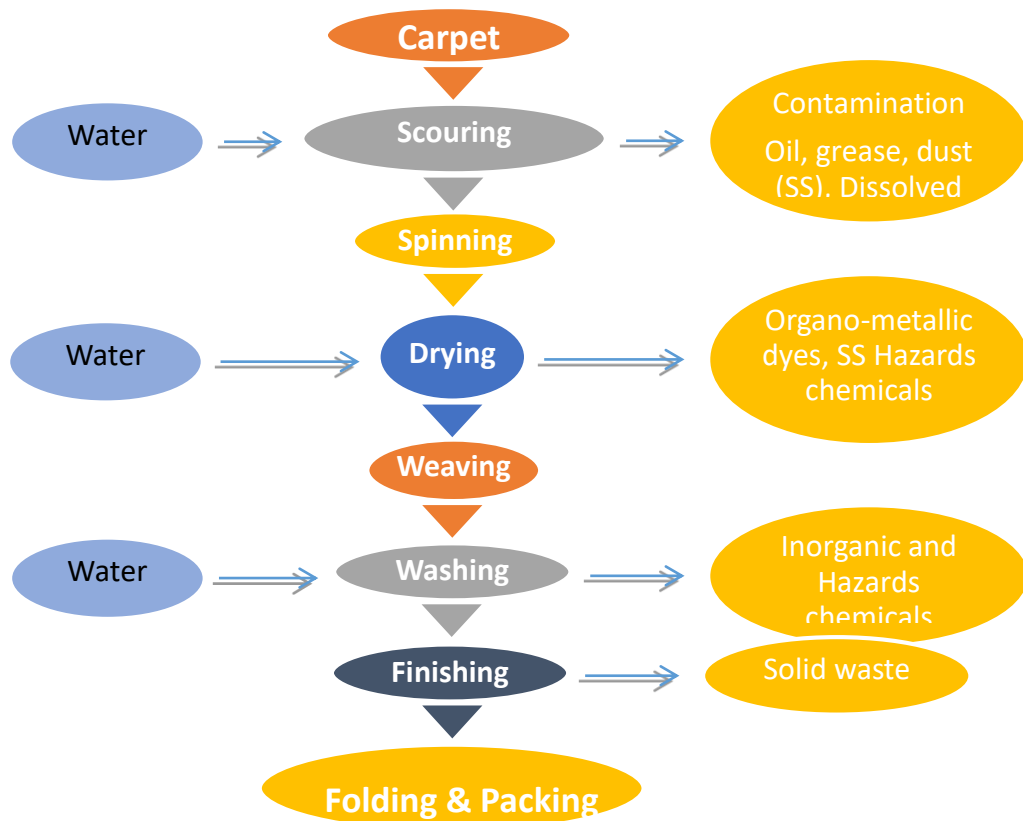 Carpet
Water
Scouring
Contamination
Oil, grease, dust
(SS). Dissolved
Spinning
Water
Drying
Organo-metallic
dyes, SS Hazards
chemicals
Weaving
Water
Washing
Inorganic and
Hazards
chemicals
Finishing
Solid waste
Folding & Packing